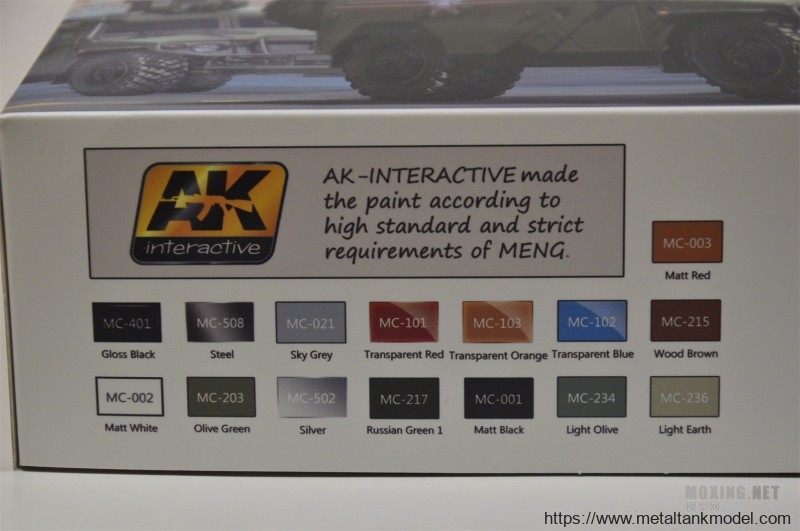 AK
interactive
AK-INTERACTIVE made
the paint according to
high standard and strict
requirements of MENG.
MC-003
Matt Red
MC-401
Gloss Black
MC-508
Steel
MC-021
Sky Grey
MC-101
Transparent Red
MC-103
Transparent Orange
MC-102
Transparent Blue
MC-215
Wood Brown
MC-002
Matt White
MC-203
Olive Green
MC-502
Silver
MC-217
Russian Green 1
MC-001
Matt Black
MC-234
Light Olive
MC-236
Light Earth
MOXING.NET
模型网
https://www.metaltankmodel.com